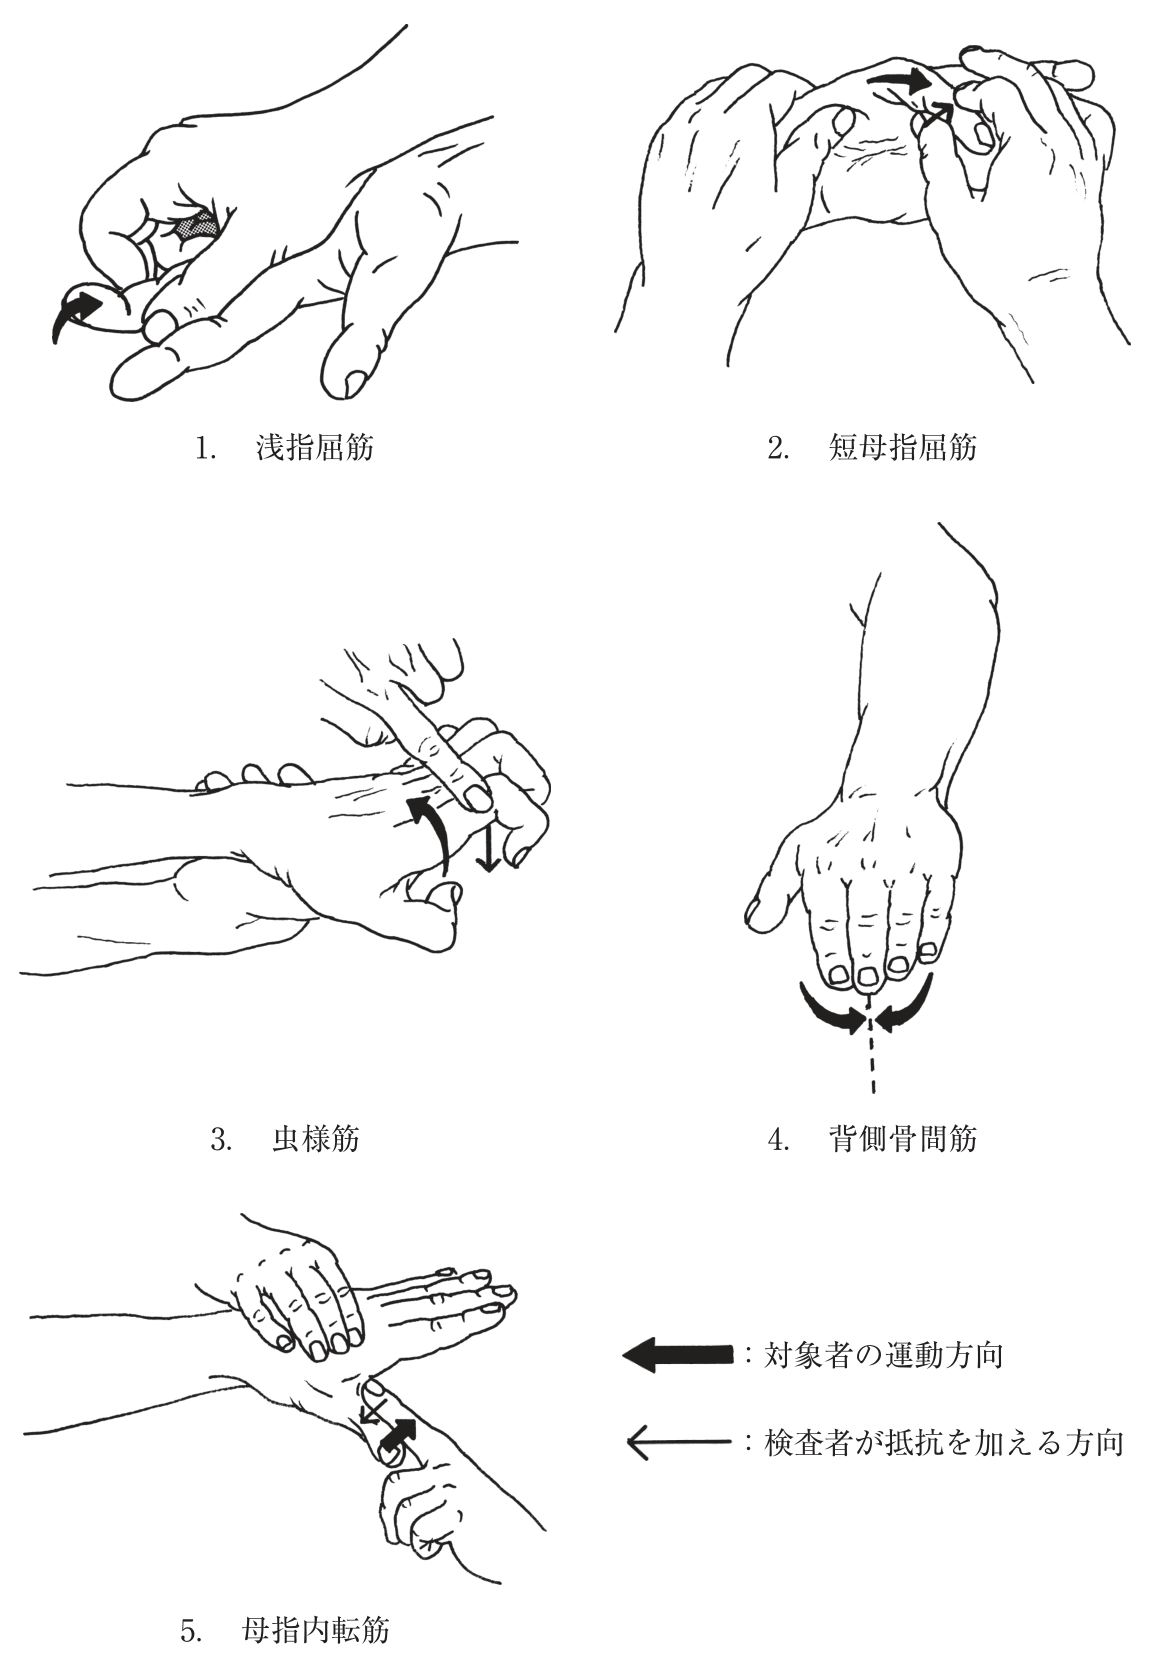 1. 浅指屈筋
2. 短母指屈筋
3. 虫様筋
4. 背側骨間筋
：対象者の運動方向
：検査者が抵抗を加える方向
5. 母指内転筋